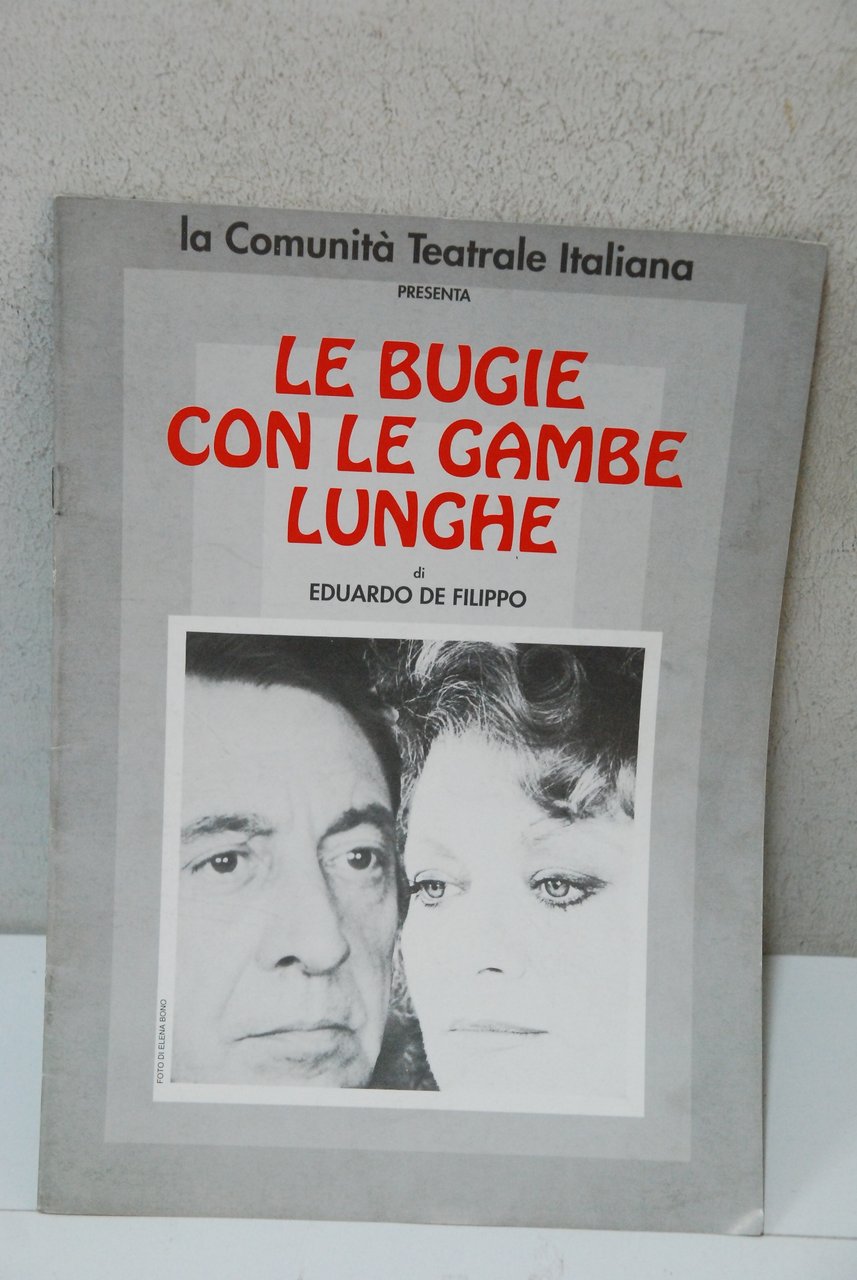 la Comunità Teatrale Italiana
PRESENTA
LE BUGIE
CON LE GAMBE
LUNGHE
di
EDUARDO DE FILIPPO
FOTO DI ELENA BONO